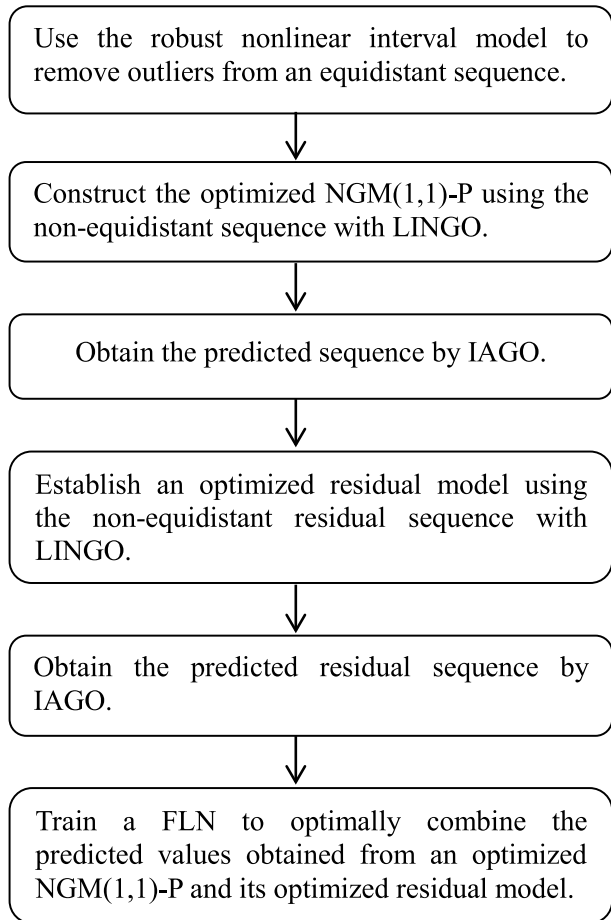 Use the robust nonlinear interval model to
remove outliers from an equidistant sequence.
Construct the optimized NGM(1,1)-P using the
non-equidistant sequence with LINGO.
Obtain the predicted sequence by IAGO.
Establish an optimized residual model using
the non-equidistant residual sequence with
LINGO.
Obtain the predicted residual sequence by
IAGO.
Train a FLN to optimally combine the
predicted values obtained from an optimized
NGM(1,1)-P and its optimized residual model.